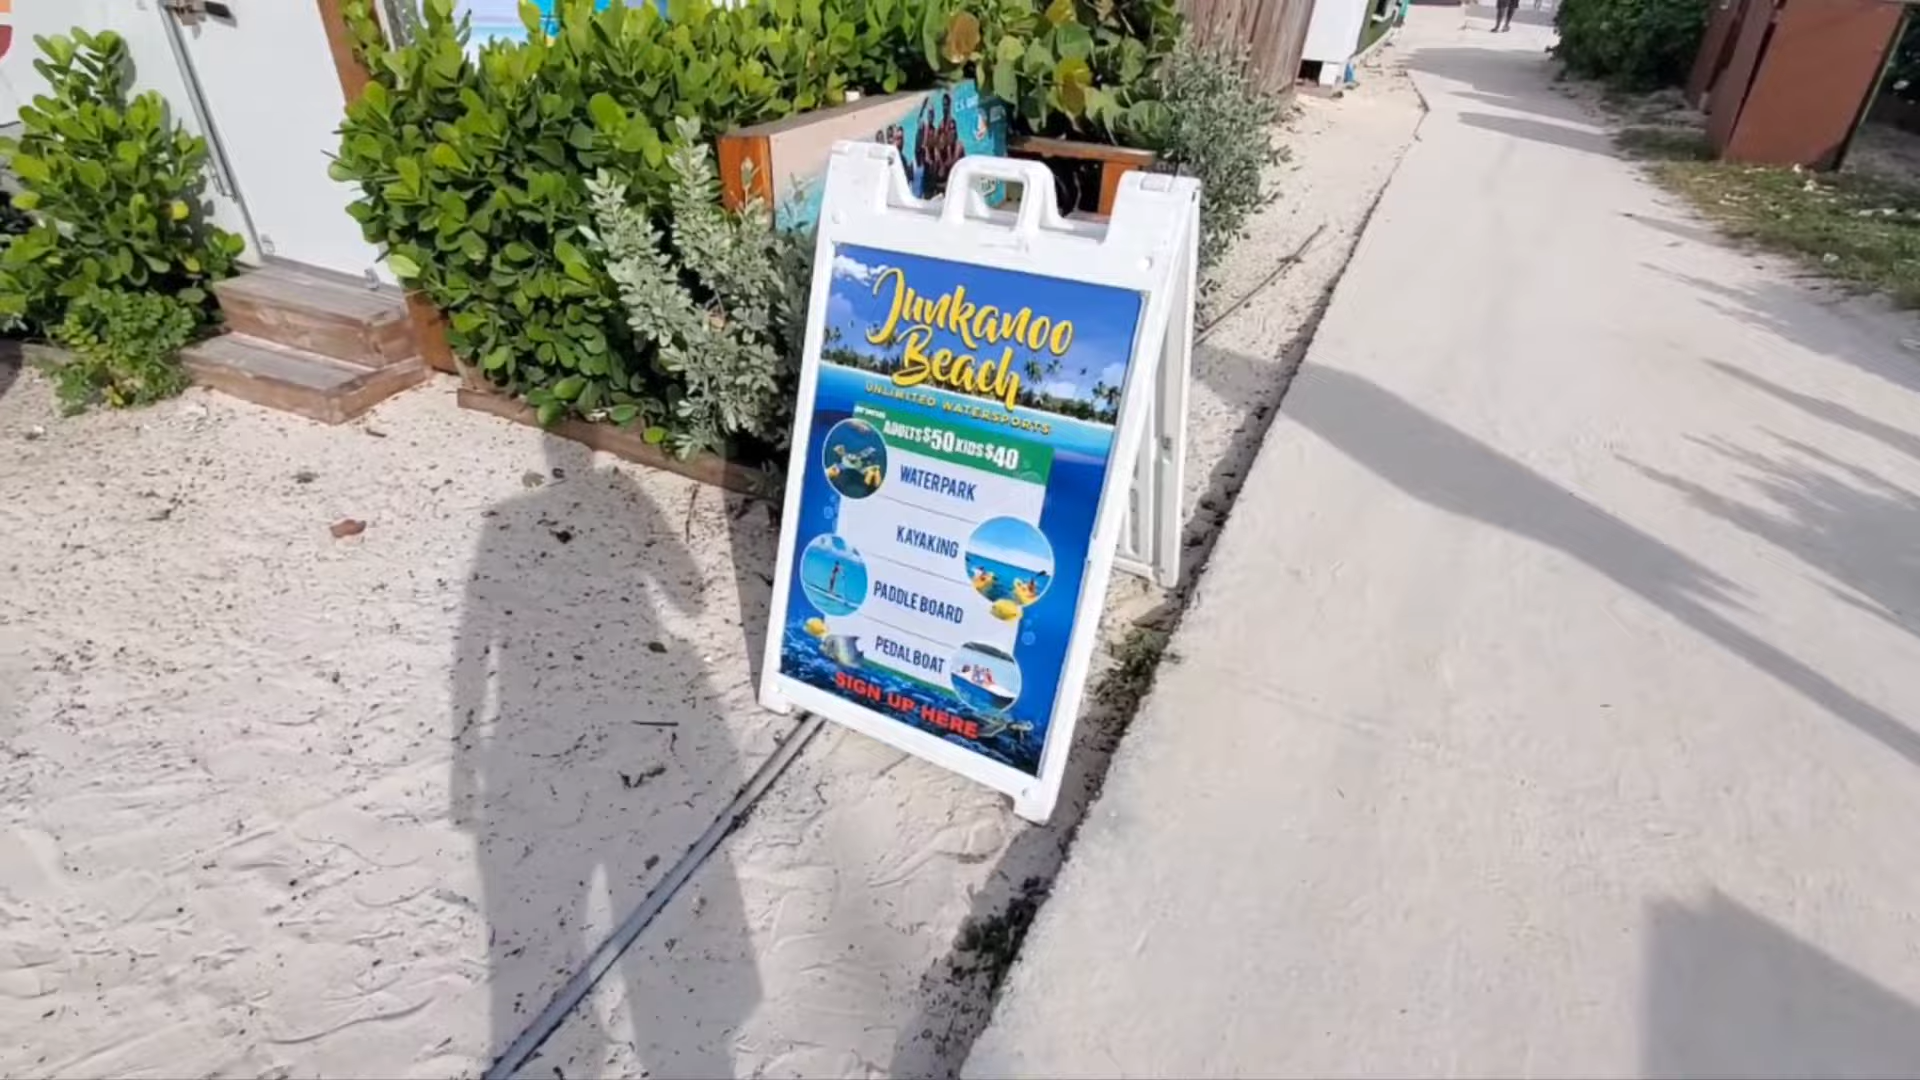 Junkanoo
Beach
UNLIMITED WATERSPORTS
ADULTS $50 KIDS $40
WATERPARK
KAYAKING
PADDLE BOARD
PEDAL BOAT
SIGN UP HERE